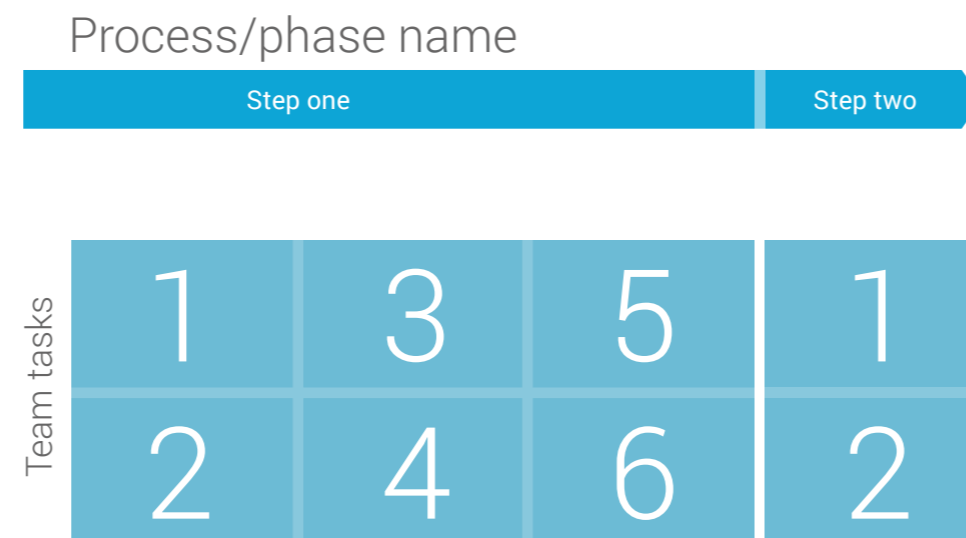 Process/phase name
Step one Step two
Team tasks
1 3 5 1
2 4 6 2